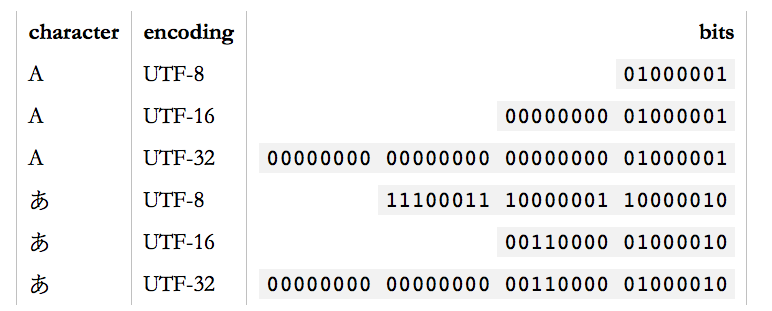 character encoding bits
A UTF-8 01000001
A UTF-16 00000000 01000001
A UTF-32 00000000 00000000 00000000 01000001
あ UTF-8 11100011 10000001 10000010
あ UTF-16 00110000 01000010
あ UTF-32 00000000 00000000 00110000 01000010